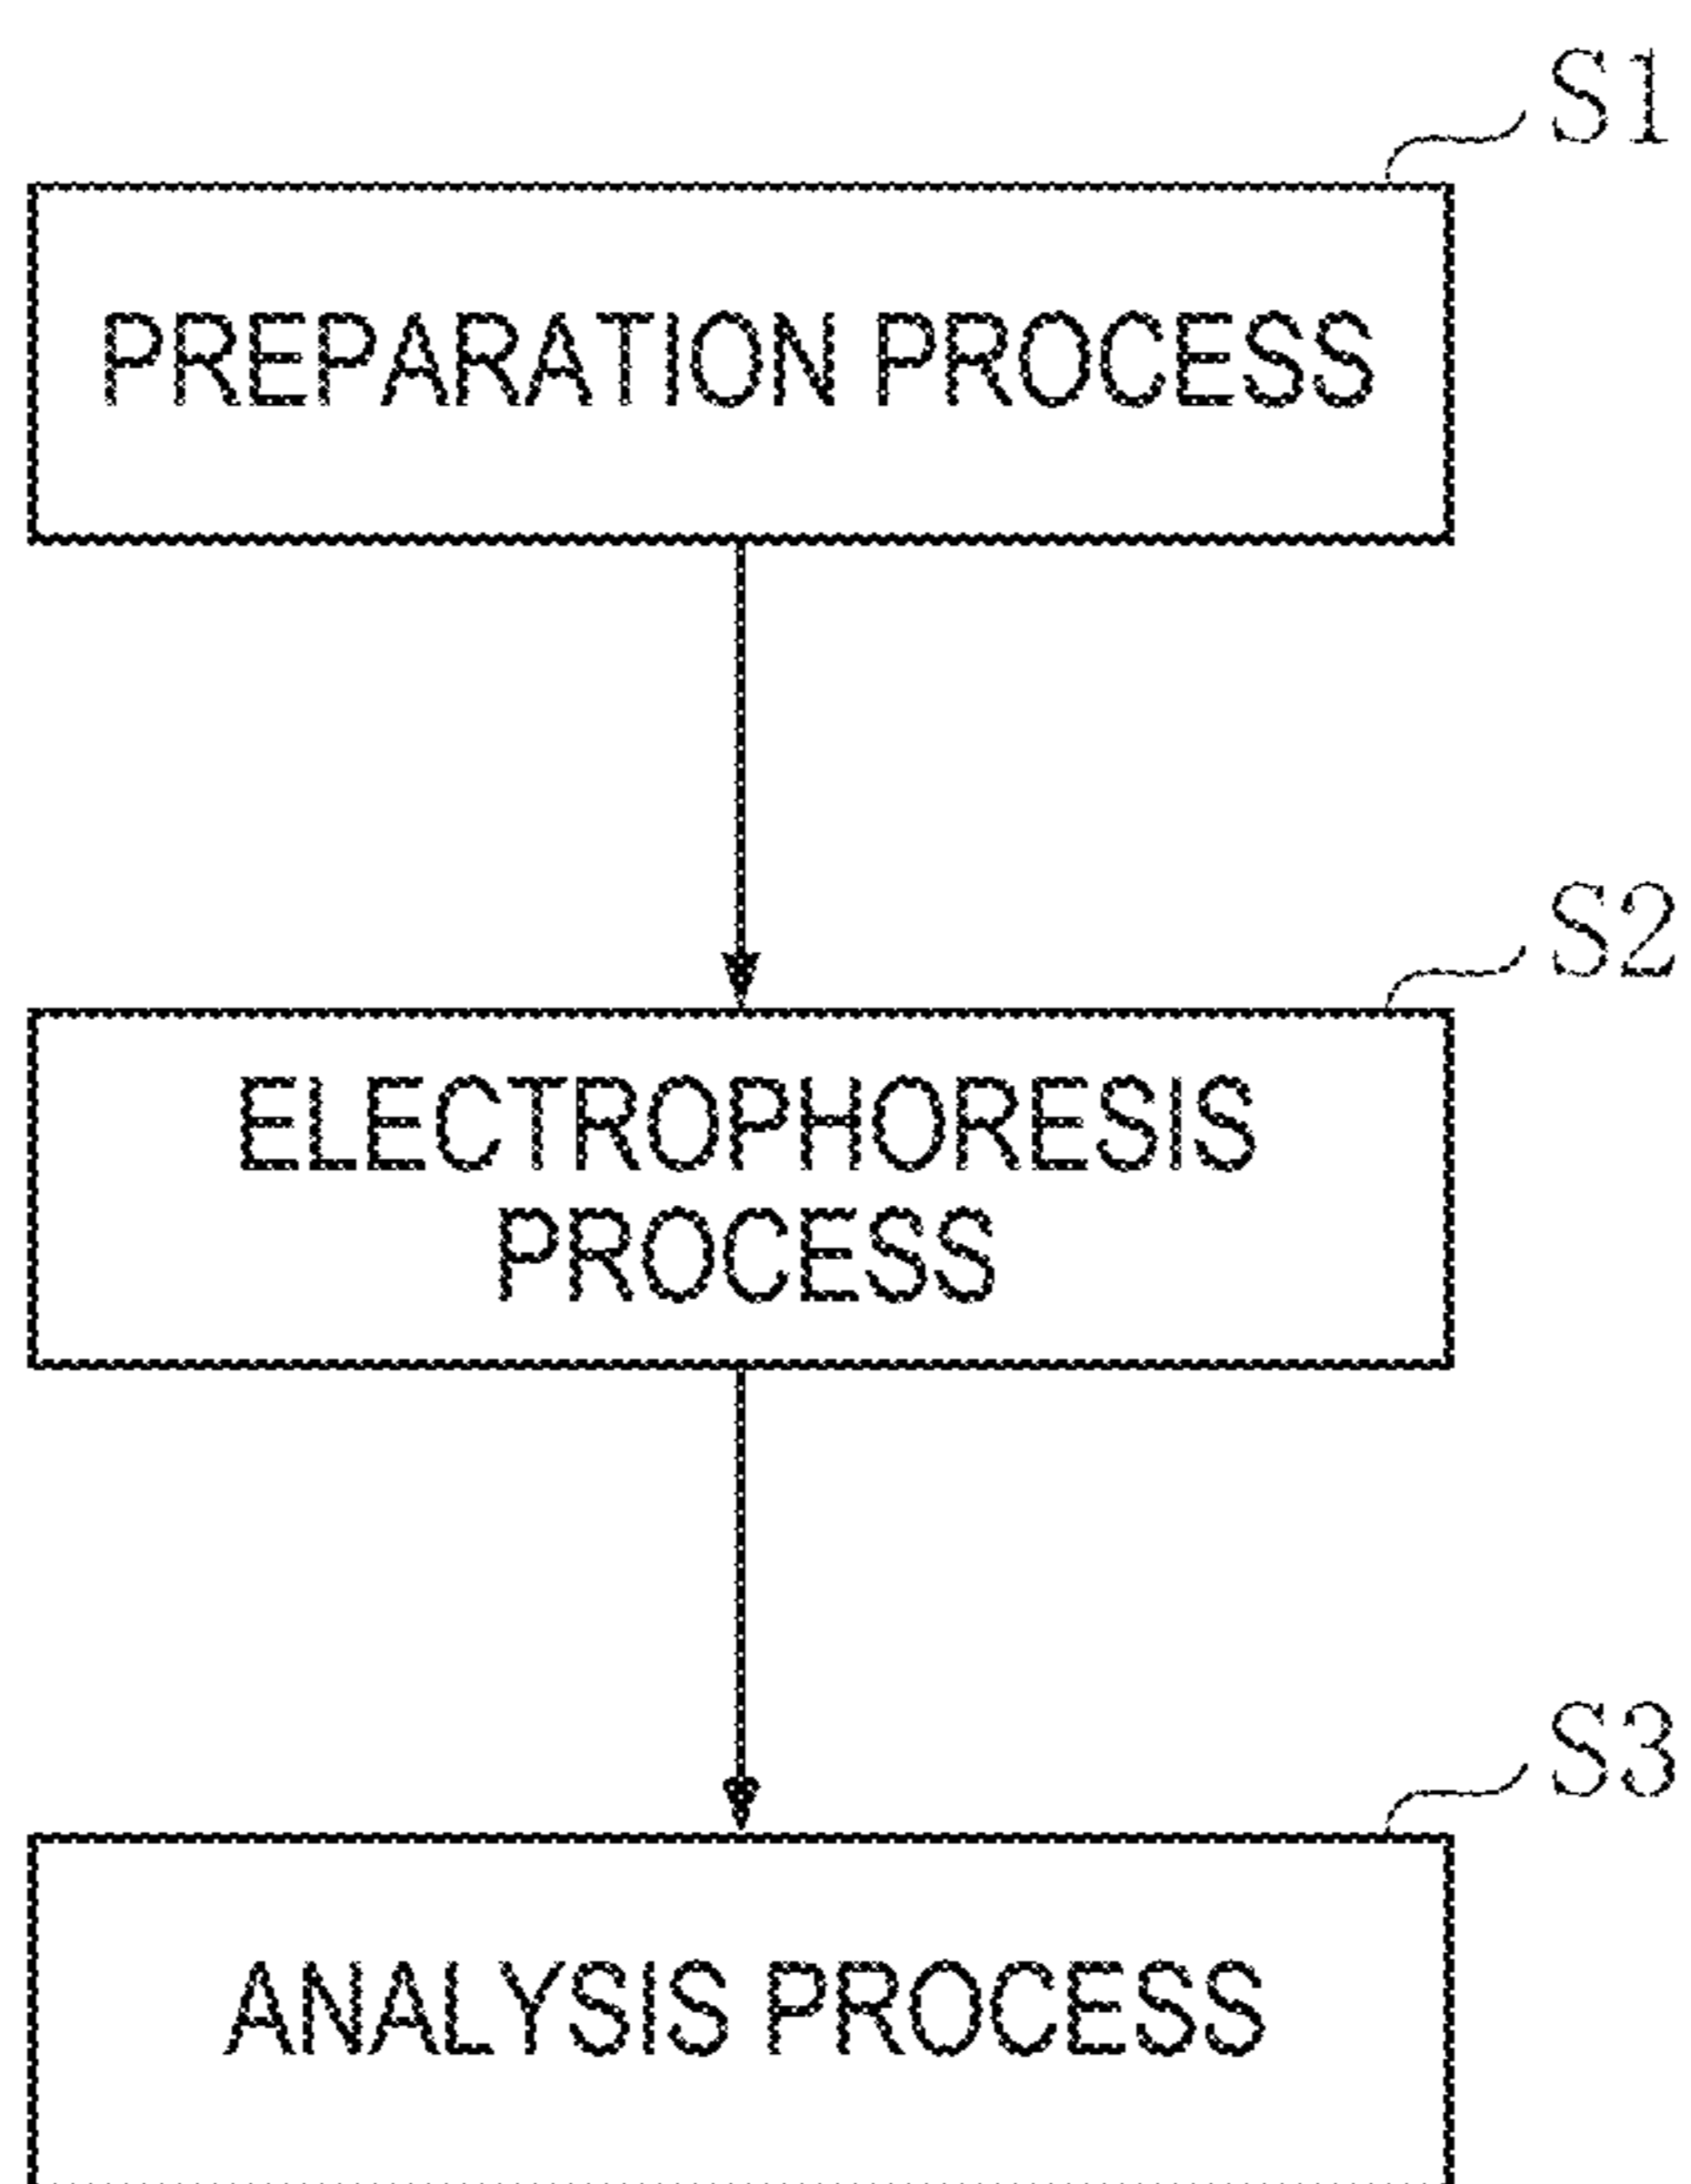 S1
PREPARATION PROCESS
S2
ELECTROPHORESIS
PROCESS
S3
ANALYSIS PROCESS